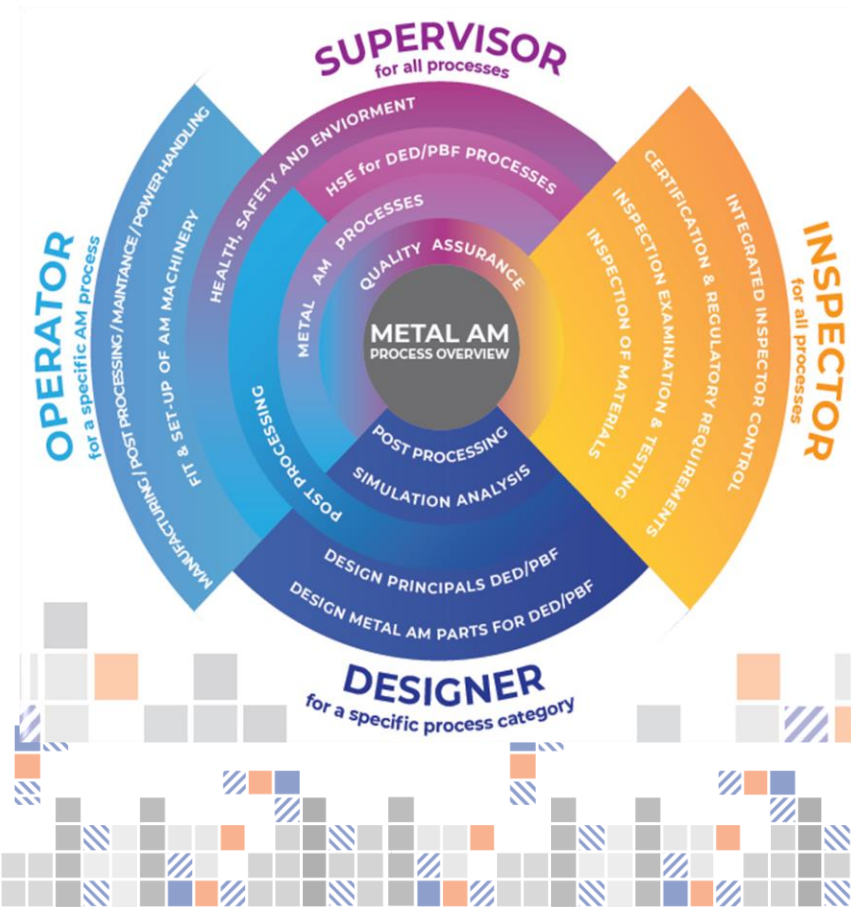 SUPERVISOR
for all processes
HEALTH, SAFETY AND ENVIORMENT
HSE for DED/PBF PROCESSES
METAL AM PROCESSES
QUALITY ASSURANCE
METAL AM
PROCESS OVERVIEW
OPERATOR
for a specific AM process
MANUFACTURING / POST PROCESSING / MAINTANCE / POWER HANDLING
FIT & SET-UP OF AM MACHINERY
POST PROCESSING
INSPECTOR
for all processes
INTEGRATED INSPECTOR CONTROL
CERTIFICATION & REGULATORY REQUIREMENTS
INSPECTION EXAMINATION & TESTING
INSPECTION OF MATERIALS
POST PROCESSING
SIMULATION ANALYSIS
DESIGN PRINCIPALS DED/PBF
DESIGN METAL AM PARTS FOR DED/PBF
DESIGNER
for a specific process category